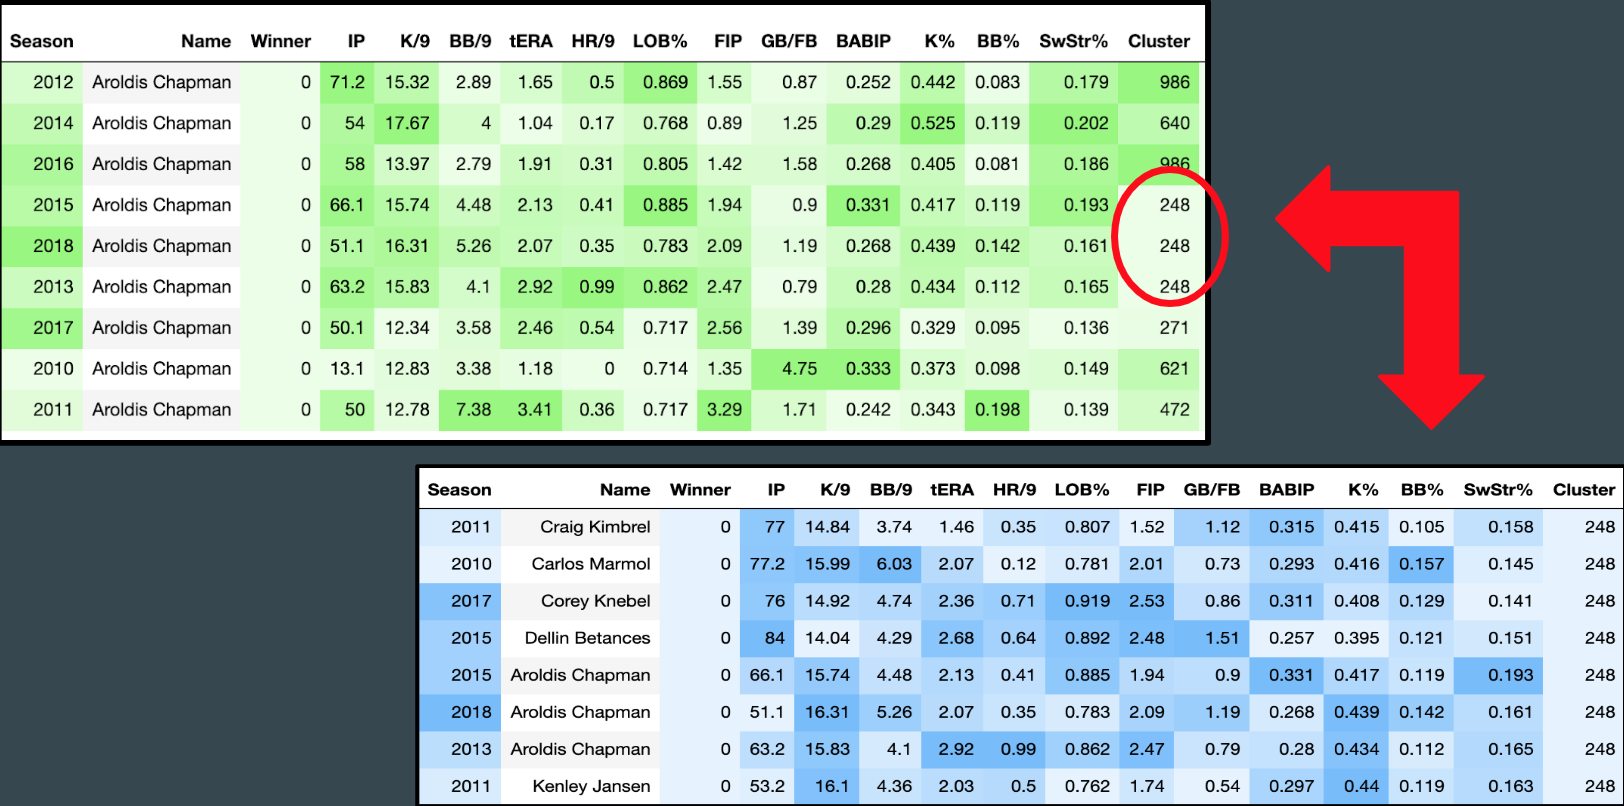 Season Name Winner IP K/9 BB/9 tERA HR/9 LOB% FIP GB/FB BABIP K% BB% SwStr% Cluster
2012 Aroldis Chapman 0 71.2 15.32 2.89 1.65 0.5 0.869 1.55 0.87 0.252 0.442 0.083 0.179 986
2014 Aroldis Chapman 0 54 17.67 4 1.04 0.17 0.768 0.89 1.25 0.29 0.525 0.119 0.202 640
2016 Aroldis Chapman 0 58 13.97 2.79 1.91 0.31 0.805 1.42 1.58 0.268 0.405 0.081 0.186 986
2015 Aroldis Chapman 0 66.1 15.74 4.48 2.13 0.41 0.885 1.94 0.9 0.331 0.417 0.119 0.193 248
2018 Aroldis Chapman 0 51.1 16.31 5.26 2.07 0.35 0.783 2.09 1.19 0.268 0.439 0.142 0.161 248
2013 Aroldis Chapman 0 63.2 15.83 4.1 2.92 0.99 0.862 2.47 0.79 0.28 0.434 0.112 0.165 248
2017 Aroldis Chapman 0 50.1 12.34 3.58 2.46 0.54 0.717 2.56 1.39 0.296 0.329 0.095 0.136 271
2010 Aroldis Chapman 0 13.1 12.83 3.38 1.18 0 0.714 1.35 4.75 0.333 0.373 0.098 0.149 621
2011 Aroldis Chapman 0 50 12.78 7.38 3.41 0.36 0.717 3.29 1.71 0.242 0.343 0.198 0.139 472
Season Name Winner IP K/9 BB/9 tERA HR/9 LOB% FIP GB/FB BABIP K% BB% SwStr% Cluster
2011 Craig Kimbrel 0 77 14.84 3.74 1.46 0.35 0.807 1.52 1.12 0.315 0.415 0.105 0.158 248
2010 Carlos Marmol 0 77.2 15.99 6.03 2.07 0.12 0.781 2.01 0.73 0.293 0.416 0.157 0.145 248
2017 Corey Knebel 0 76 14.92 4.74 2.36 0.71 0.919 2.53 0.86 0.311 0.408 0.129 0.141 248
2015 Dellin Betances 0 84 14.04 4.29 2.68 0.64 0.892 2.48 1.51 0.257 0.395 0.121 0.151 248
2015 Aroldis Chapman 0 66.1 15.74 4.48 2.13 0.41 0.885 1.94 0.9 0.331 0.417 0.119 0.193 248
2018 Aroldis Chapman 0 51.1 16.31 5.26 2.07 0.35 0.783 2.09 1.19 0.268 0.439 0.142 0.161 248
2013 Aroldis Chapman 0 63.2 15.83 4.1 2.92 0.99 0.862 2.47 0.79 0.28 0.434 0.112 0.165 248
2011 Kenley Jansen 0 53.2 16.1 4.36 2.03 0.5 0.762 1.74 0.54 0.297 0.44 0.119 0.163 248